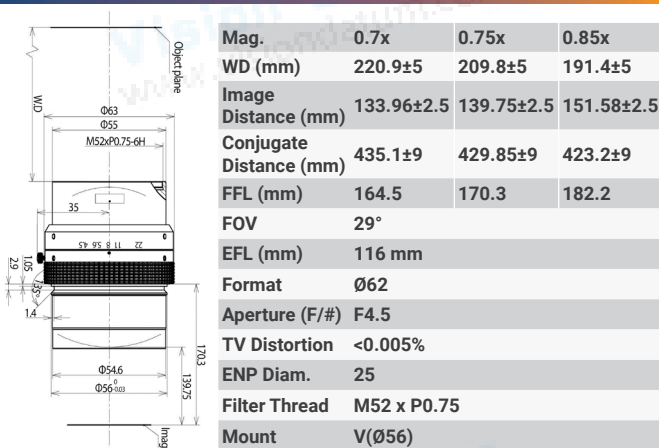 Object plane
W.D
Φ63
Φ55
M52xP0.75-6H
35
22 11 8 5.6 4.5
1.05
2.9
35°
1.4
170.3
139.75
Φ54.6
Φ56 0 -0.03
Imag
Mag. 0.7x 0.75x 0.85x
WD (mm) 220.9±5 209.8±5 191.4±5
Image
Distance (mm) 133.96±2.5 139.75±2.5 151.58±2.5
Conjugate
Distance (mm) 435.1±9 429.85±9 423.2±9
FFL (mm) 164.5 170.3 182.2
FOV 29°
EFL (mm) 116 mm
Format Ø62
Aperture (F/#) F4.5
TV Distortion <0.005%
ENP Diam. 25
Filter Thread M52 x P0.75
Mount V(Ø56)